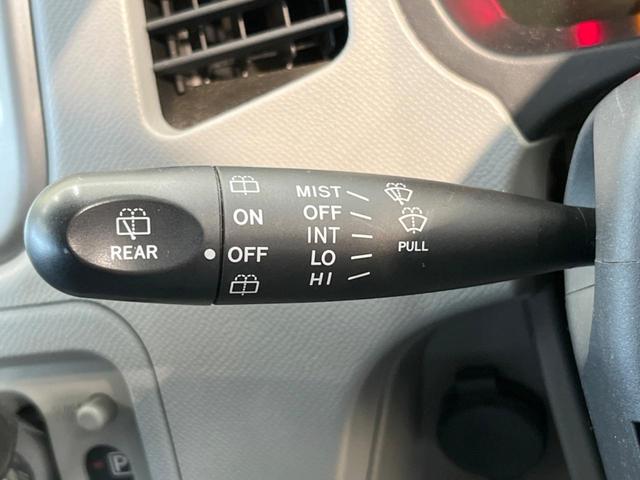 REAR
ON
OFF
MIST
OFF
INT
LO
HI
PULL
P